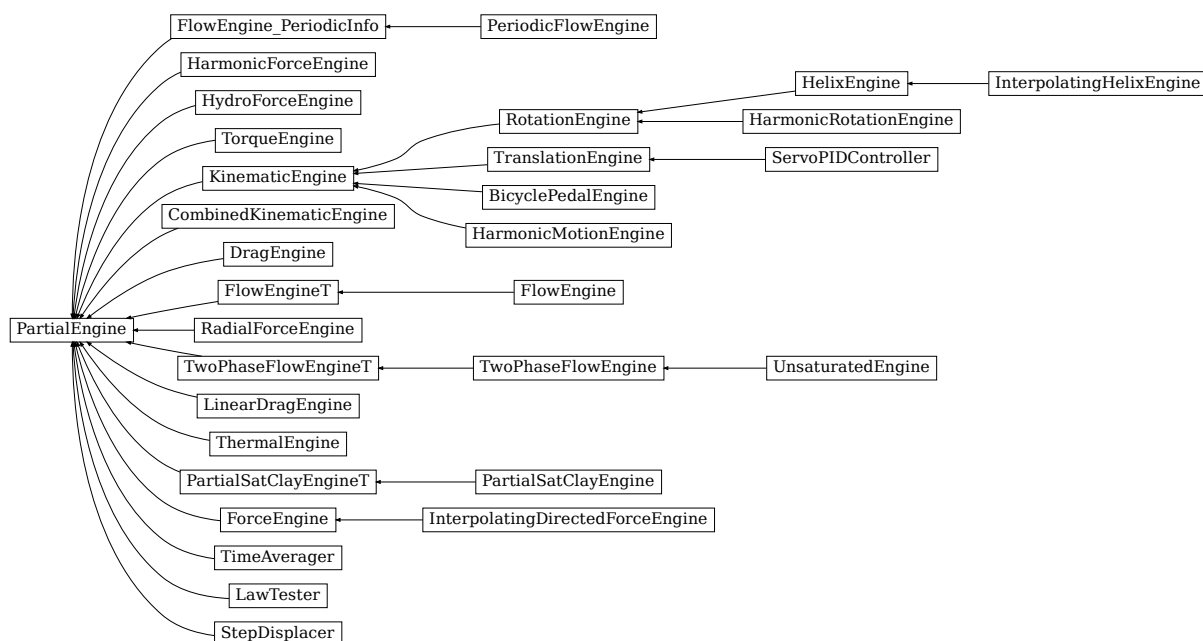 FlowEngine_PeriodicInfo
PeriodicFlowEngine
HarmonicForceEngine
HelixEngine
InterpolatingHelixEngine
HydroForceEngine
RotationEngine
HarmonicRotationEngine
TorqueEngine
TranslationEngine
ServoPIDController
KinematicEngine
BicyclePedalEngine
CombinedKinematicEngine
HarmonicMotionEngine
DragEngine
FlowEngineT
FlowEngine
PartialEngine
RadialForceEngine
TwoPhaseFlowEngineT
TwoPhaseFlowEngine
UnsaturatedEngine
LinearDragEngine
ThermalEngine
PartialSatClayEngineT
PartialSatClayEngine
ForceEngine
InterpolatingDirectedForceEngine
TimeAverager
LawTester
StepDisplacer